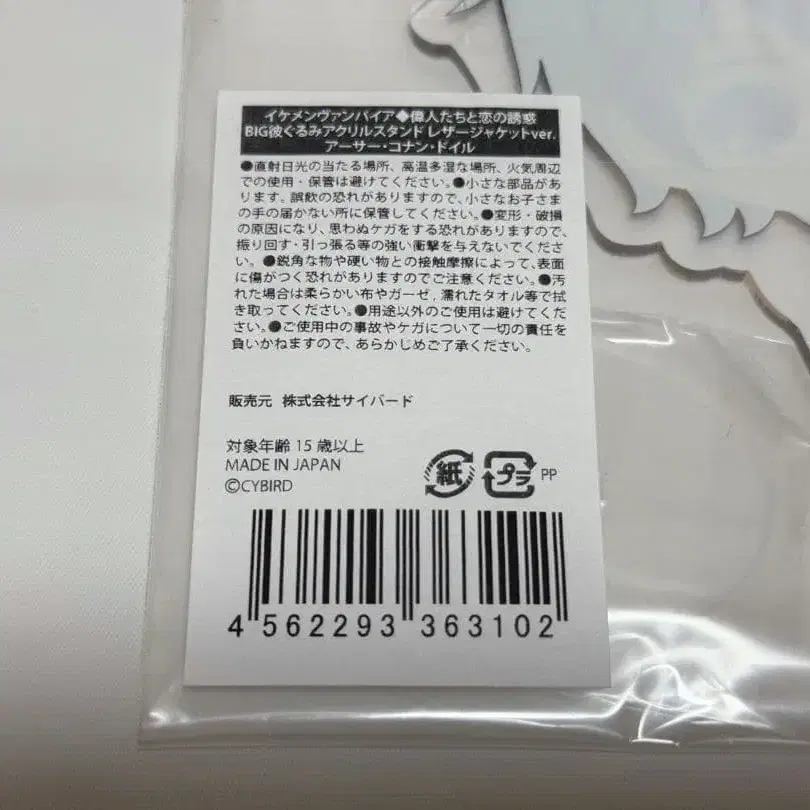 イケメンヴァンパイア◆偉人たちと恋の誘惑
BIG彼ぐるみアクリルスタンド レザージャケットver.
アーサー・コナン・ドイル
●直射日光の当たる場所、高温多湿な場所、火気周辺
での使用・保管は避けてください。●小さな部品があ
ります。誤飲の恐れがありますので、小さなお子さま
の手の届かない所に保管してください。●変形・破損
の原因になり、思わぬケガをする恐れがありますので、
振り回す・引っ張る等の強い衝撃を与えないでくださ
い。●鋭角な物や硬い物との接触摩擦によって、表面
に傷がつく恐れがありますのでご注意ください。●汚
れた場合は柔らかい布やガーゼ，濡れたタオル等で拭
き取ってください。●用途以外のご使用は避けてくだ
さい。●ご使用中の事故やケガについて一切の責任を
負いかねますので、あらかじめご了承ください。
販売元 株式会社サイバード
対象年齢 15 歳以上
MADE IN JAPAN
©CYBIRD
紙 プラ PP
4 562293 363102